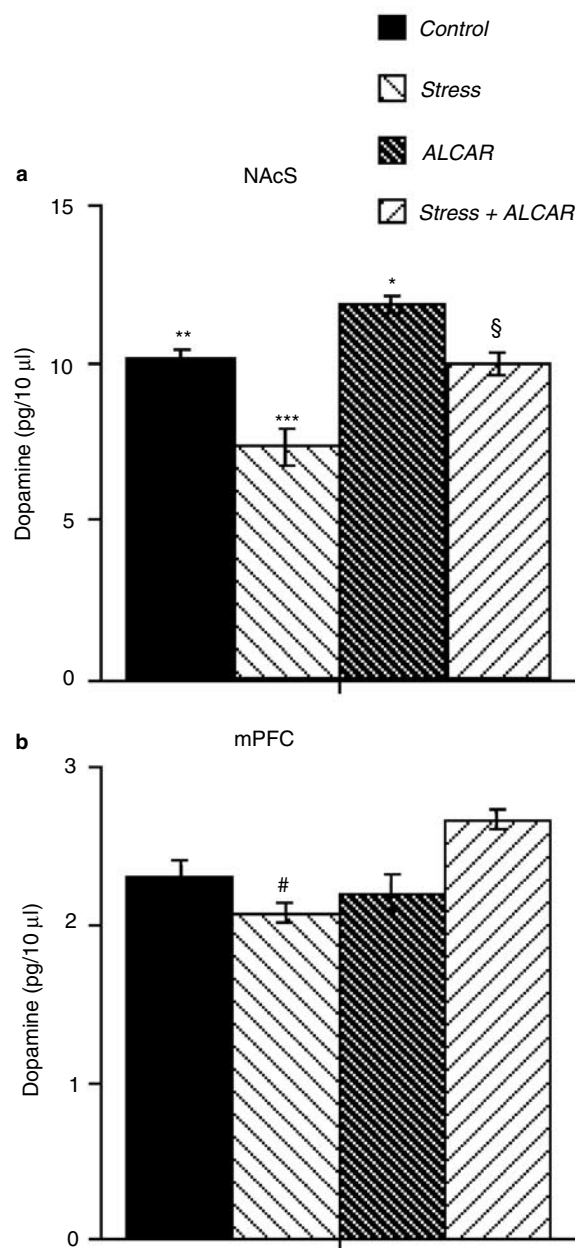 Control
Stress
ALCAR
Stress + ALCAR
a
NAcS
15
10
5
0
Dopamine (pg/10 µl)
**
***
*
§
b
mPFC
3
2
1
0
Dopamine (pg/10 µl)
#